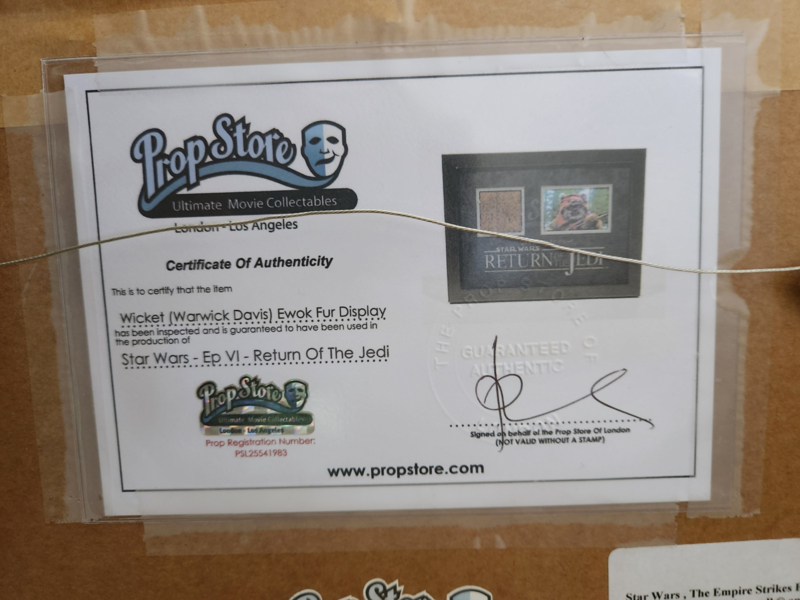 Prop Store
Ultimate Movie Collectables
London - Los Angeles
Certificate Of Authenticity
This is to certify that the item
Wicket (Warwick Davis) Ewok Fur Display
has been inspected and is guaranteed to have been used in
the production of
Star Wars - Ep VI - Return Of The Jedi
Prop Store
Ultimate Movie Collectables
London - Los Angeles
Prop Registration Number:
PSL25541983
STAR WARS
RETURN OF THE JEDI
THE PROP STORE OF
GUARANTEED
AUTHENTIC
Signed on behalf of the Prop Store Of London
(NOT VALID WITHOUT A STAMP)
www.propstore.com
Star Wars , The Empire Strikes